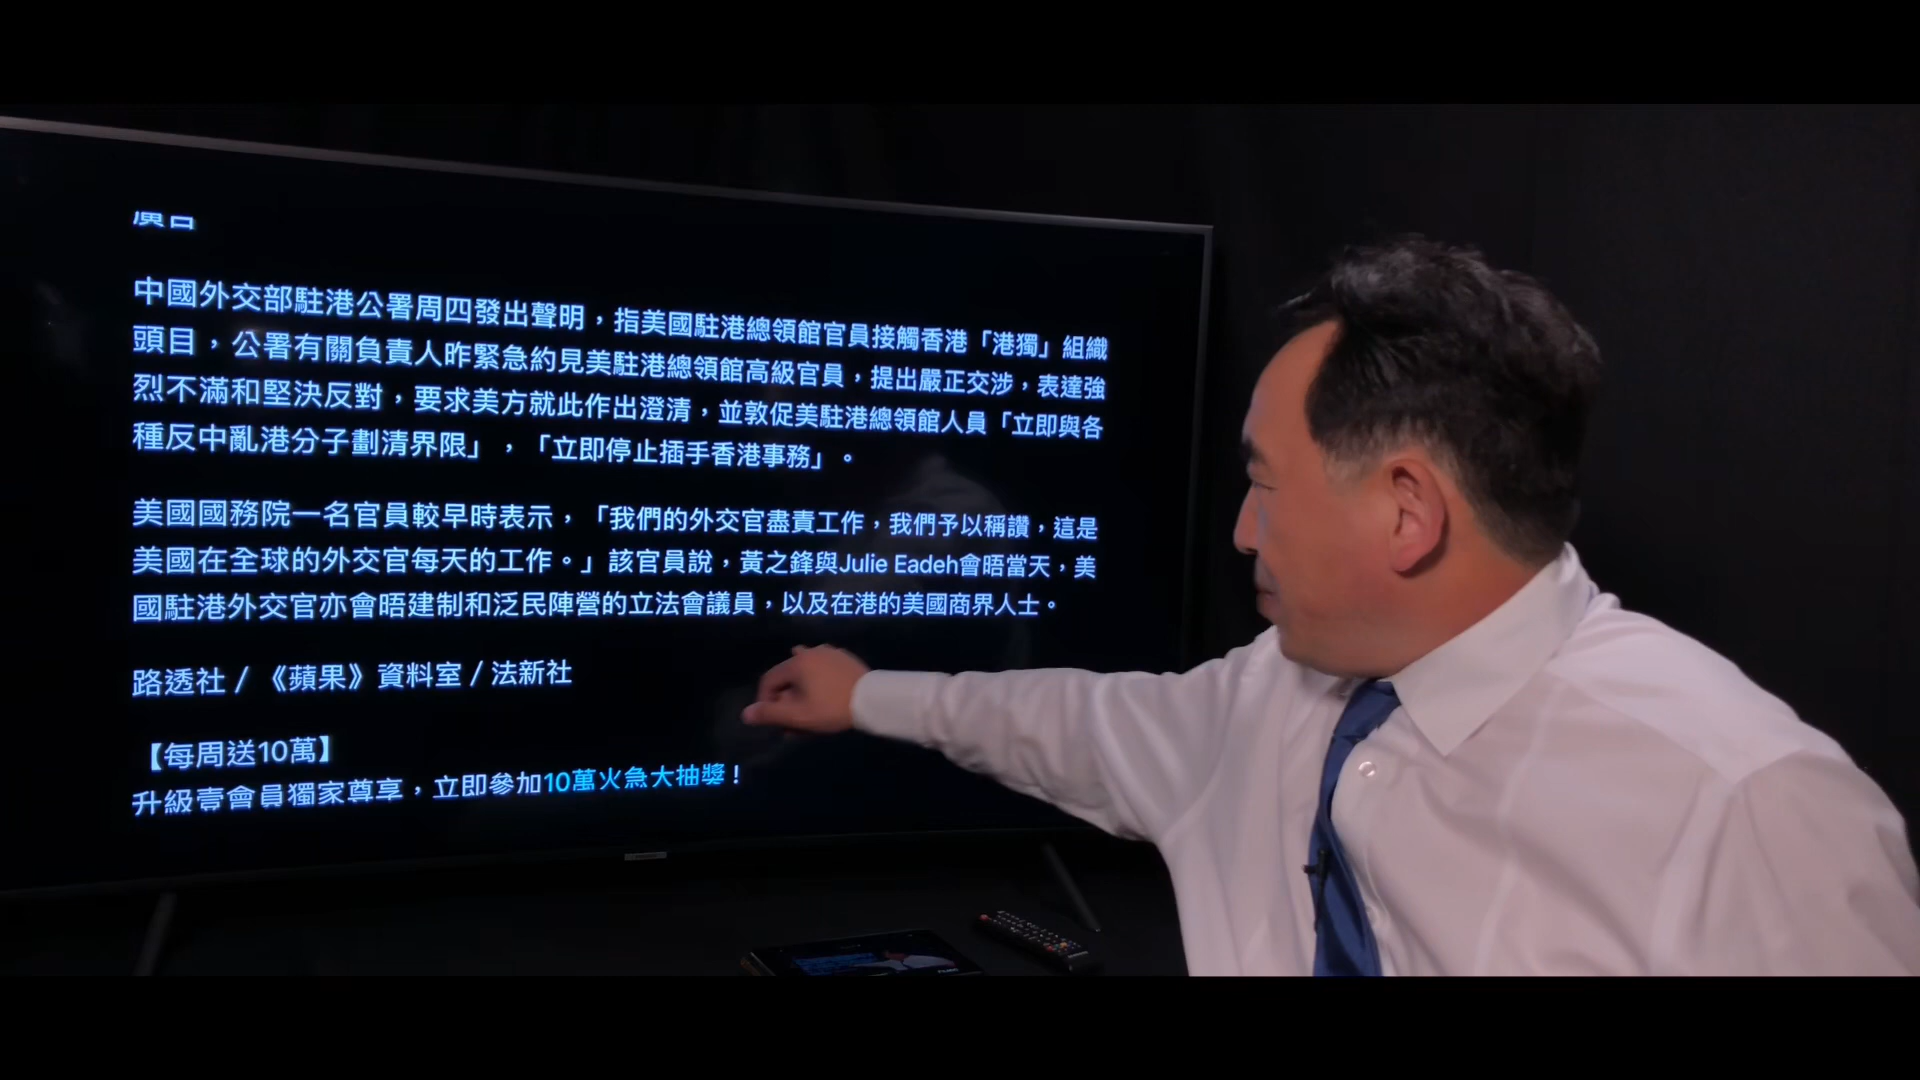 廣告
中國外交部駐港公署周四發出聲明，指美國駐港總領館官員接觸香港「港獨」組織
頭目，公署有關負責人昨緊急約見美駐港總領館高級官員，提出嚴正交涉，表達強
烈不滿和堅決反對，要求美方就此作出澄清，並敦促美駐港總領館人員「立即與各
種反中亂港分子劃清界限」，「立即停止插手香港事務」。
美國國務院一名官員較早時表示，「我們的外交官盡責工作，我們予以稱讚，這是
美國在全球的外交官每天的工作。」該官員說，黃之鋒與Julie Eadeh會晤當天，美
國駐港外交官亦會晤建制和泛民陣營的立法會議員，以及在港的美國商界人士。
路透社 / 《蘋果》資料室 / 法新社
【每周送10萬】
升級壹會員獨家尊享，立即參加10萬火急大抽獎！